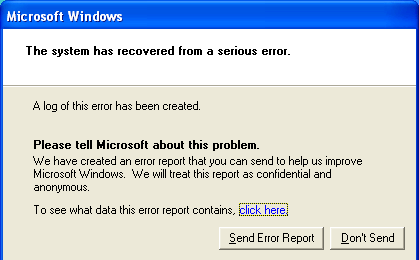 Microsoft Windows
The system has recovered from a serious error.
A log of this error has been created.
Please tell Microsoft about this problem.
We have created an error report that you can send to help us improve
Microsoft Windows. We will treat this report as confidential and
anonymous.
To see what data this error report contains, click here.
Send Error Report Don't Send